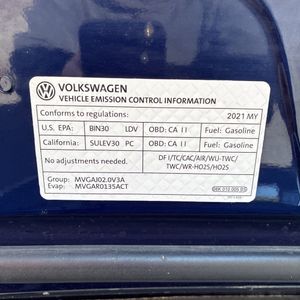 VOLKSWAGEN
VEHICLE EMISSION CONTROL INFORMATION
Conforms to regulations: 2021 MY
U.S. EPA: BIN30 LDV OBD: CA II Fuel: Gasoline
California: SULEV30 PC OBD: CA II Fuel: Gasoline
No adjustments needed. DFI/TC/CAC/AIR/WU-TWC/
TWC/WR-HO2S/HO2S
Group: MVGAJ02.0V3A
Evap: MVGAR0135ACT